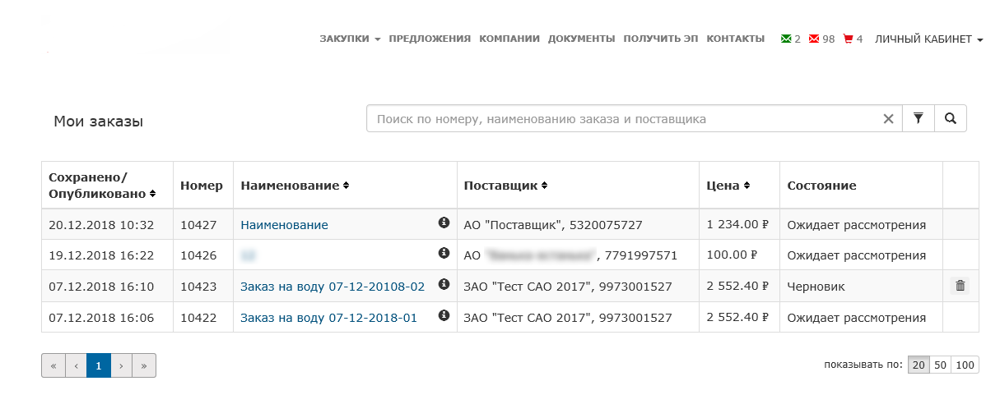 ЗАКУПКИ ПРЕДЛОЖЕНИЯ КОМПАНИИ ДОКУМЕНТЫ ПОЛУЧИТЬ ЭП КОНТАКТЫ 2 98 4 ЛИЧНЫЙ КАБИНЕТ
Мои заказы
Поиск по номеру, наименованию заказа и поставщика
Сохранено/
Опубликовано Номер Наименование Поставщик Цена Состояние
20.12.2018 10:32 10427 Наименование АО "Поставщик", 5320075727 1 234.00 ₽ Ожидает рассмотрения
19.12.2018 16:22 10426 АО , 7791997571 100.00 ₽ Ожидает рассмотрения
07.12.2018 16:10 10423 Заказ на воду 07-12-20108-02 ЗАО "Тест САО 2017", 9973001527 2 552.40 ₽ Черновик
07.12.2018 16:06 10422 Заказ на воду 07-12-2018-01 ЗАО "Тест САО 2017", 9973001527 2 552.40 ₽ Ожидает рассмотрения
« ‹ 1 › » показывать по: 20 50 100